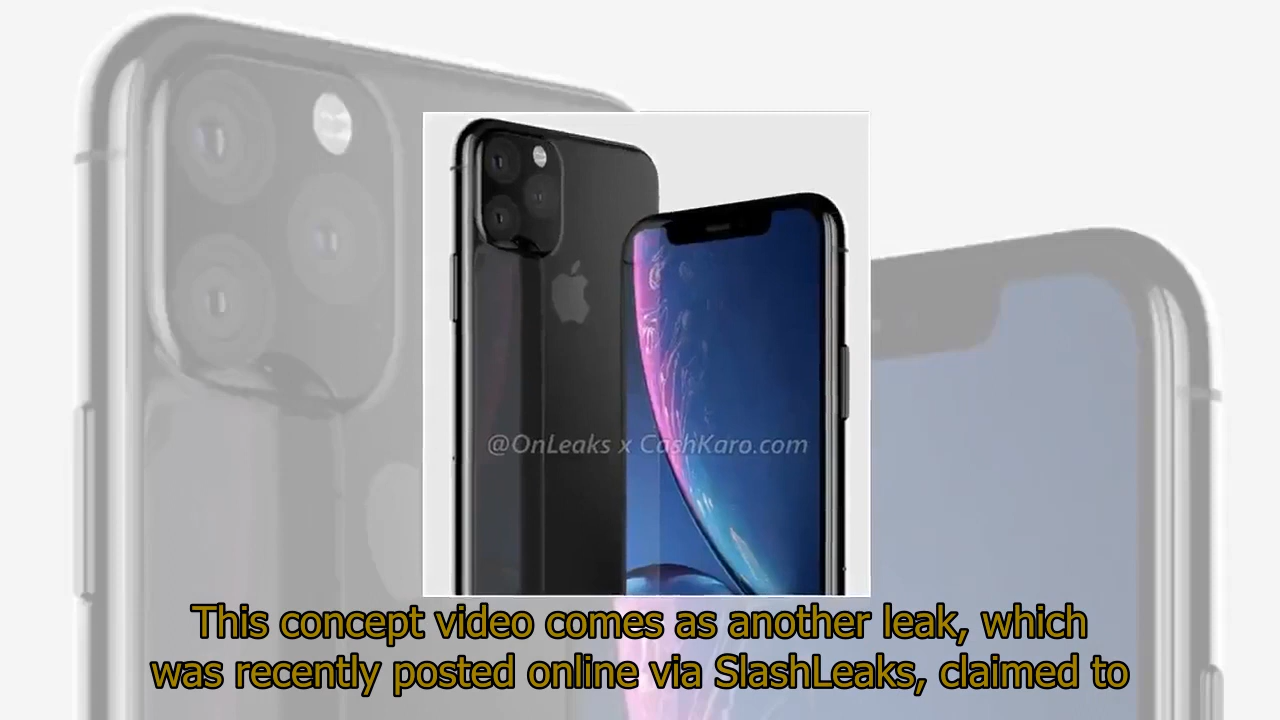 @OnLeaks x CashKaro.com
This concept video comes as another leak, which
was recently posted online via SlashLeaks, claimed to